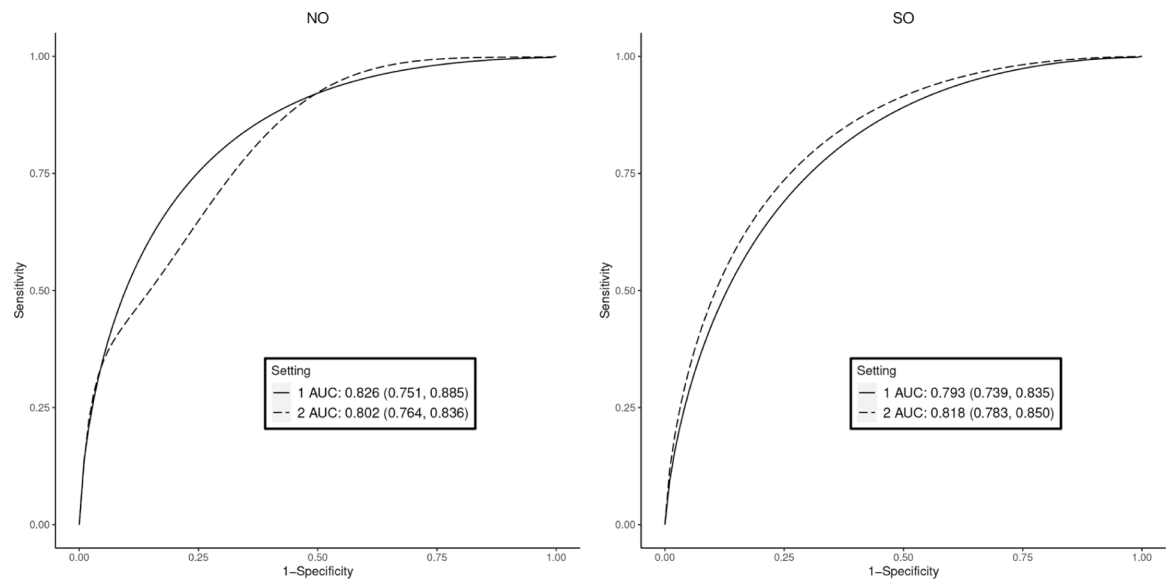 NO
1.00
0.75
0.50
0.25
0.00
Sensitivity
Setting
1 AUC: 0.826 (0.751, 0.885)
2 AUC: 0.802 (0.764, 0.836)
0.00 0.25 0.50 0.75 1.00
1−Specificity
SO
1.00
0.75
0.50
0.25
0.00
Sensitivity
Setting
1 AUC: 0.793 (0.739, 0.835)
2 AUC: 0.818 (0.783, 0.850)
0.00 0.25 0.50 0.75 1.00
1−Specificity